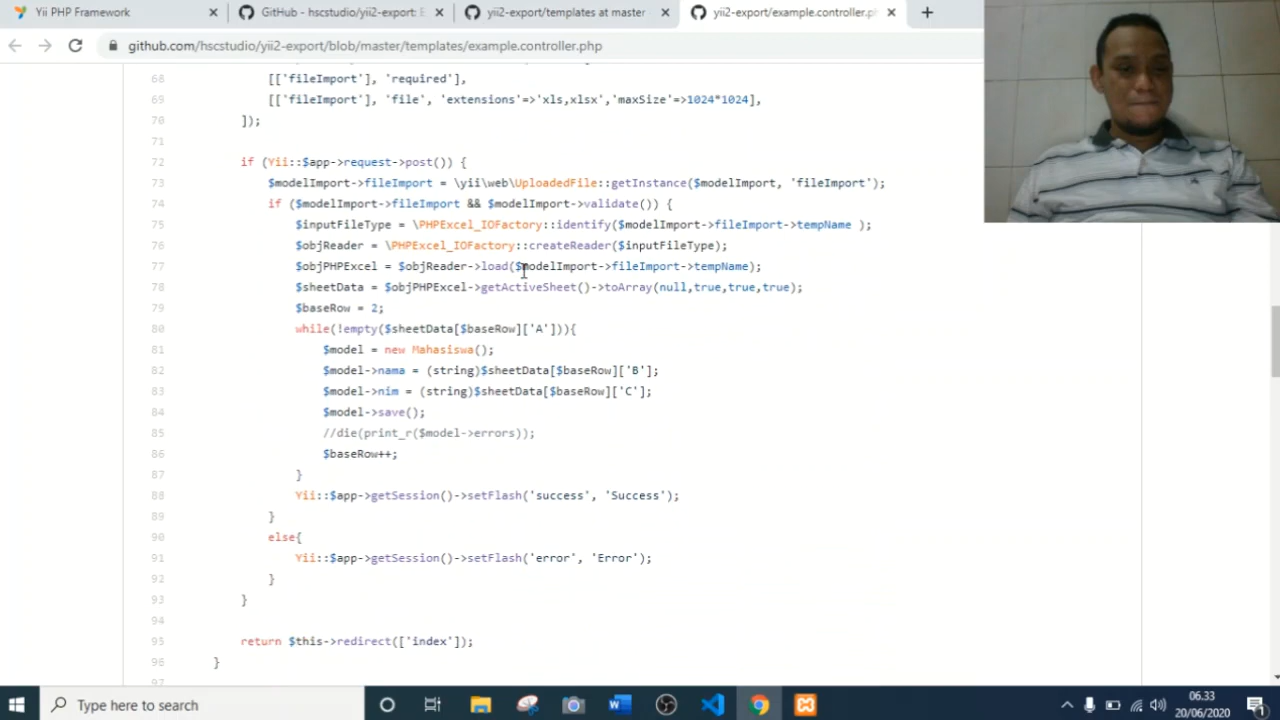 Yii PHP Framework
GitHub - hscstudio/yii2-export: E
yii2-export/templates at master
yii2-export/example.controller.ph
github.com/hscstudio/yii2-export/blob/master/templates/example.controller.php
68 [['fileImport'], 'required'],
69 [['fileImport'], 'file', 'extensions'=>'xls,xlsx','maxSize'=>1024*1024],
70 ]);
71
72 if (Yii::$app->request->post()) {
73 $modelImport->fileImport = \yii\web\UploadedFile::getInstance($modelImport, 'fileImport');
74 if ($modelImport->fileImport && $modelImport->validate()) {
75 $inputFileType = \PHPExcel_IOFactory::identify($modelImport->fileImport->tempName );
76 $objReader = \PHPExcel_IOFactory::createReader($inputFileType);
77 $objPHPExcel = $objReader->load($modelImport->fileImport->tempName);
78 $sheetData = $objPHPExcel->getActiveSheet()->toArray(null,true,true,true);
79 $baseRow = 2;
80 while(!empty($sheetData[$baseRow]['A'])){
81 $model = new Mahasiswa();
82 $model->nama = (string)$sheetData[$baseRow]['B'];
83 $model->nim = (string)$sheetData[$baseRow]['C'];
84 $model->save();
85 //die(print_r($model->errors));
86 $baseRow++;
87 }
88 Yii::$app->getSession()->setFlash('success', 'Success');
89 }
90 else{
91 Yii::$app->getSession()->setFlash('error', 'Error');
92 }
93 }
94
95 return $this->redirect(['index']);
96 }
97
Type here to search
06.33
20/06/2020